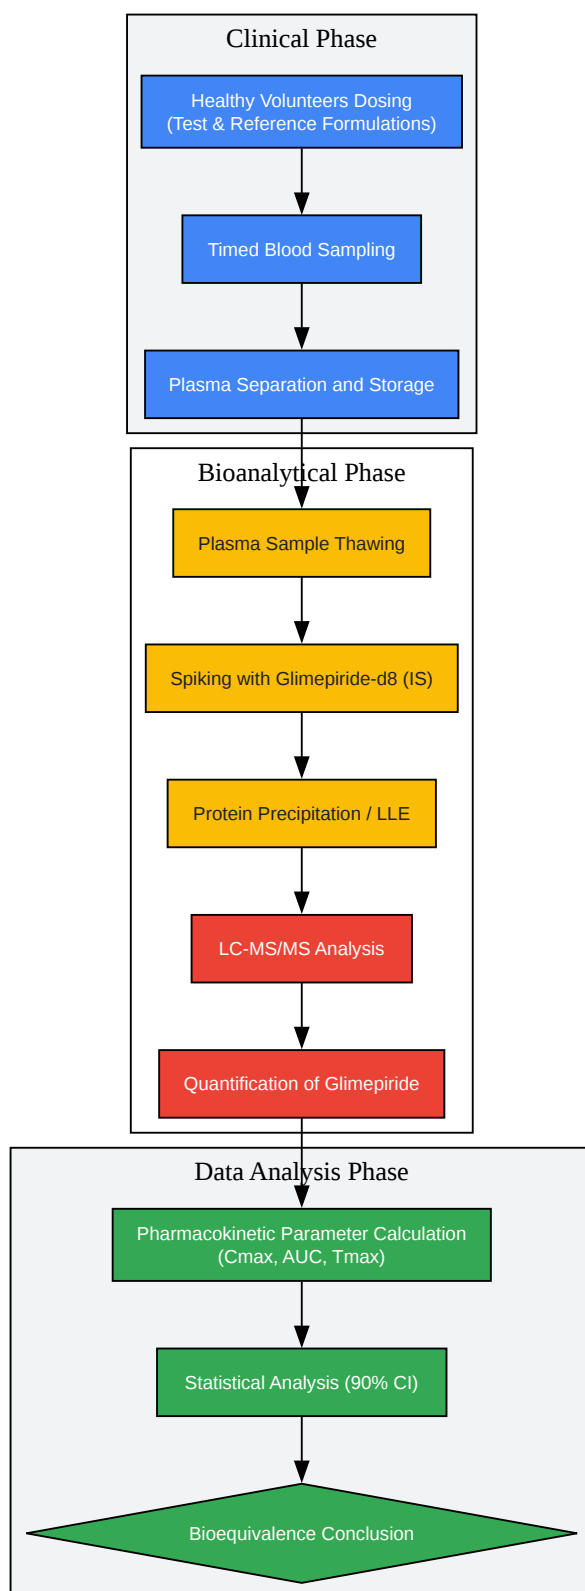 Clinical Phase
Healthy Volunteers Dosing
(Test & Reference Formulations)
Timed Blood Sampling
Plasma Separation and Storage
Bioanalytical Phase
Plasma Sample Thawing
Spiking with Glimepiride-d8 (IS)
Protein Precipitation / LLE
LC-MS/MS Analysis
Quantification of Glimepiride
Data Analysis Phase
Pharmacokinetic Parameter Calculation
(Cmax, AUC, Tmax)
Statistical Analysis (90% CI)
Bioequivalence Conclusion